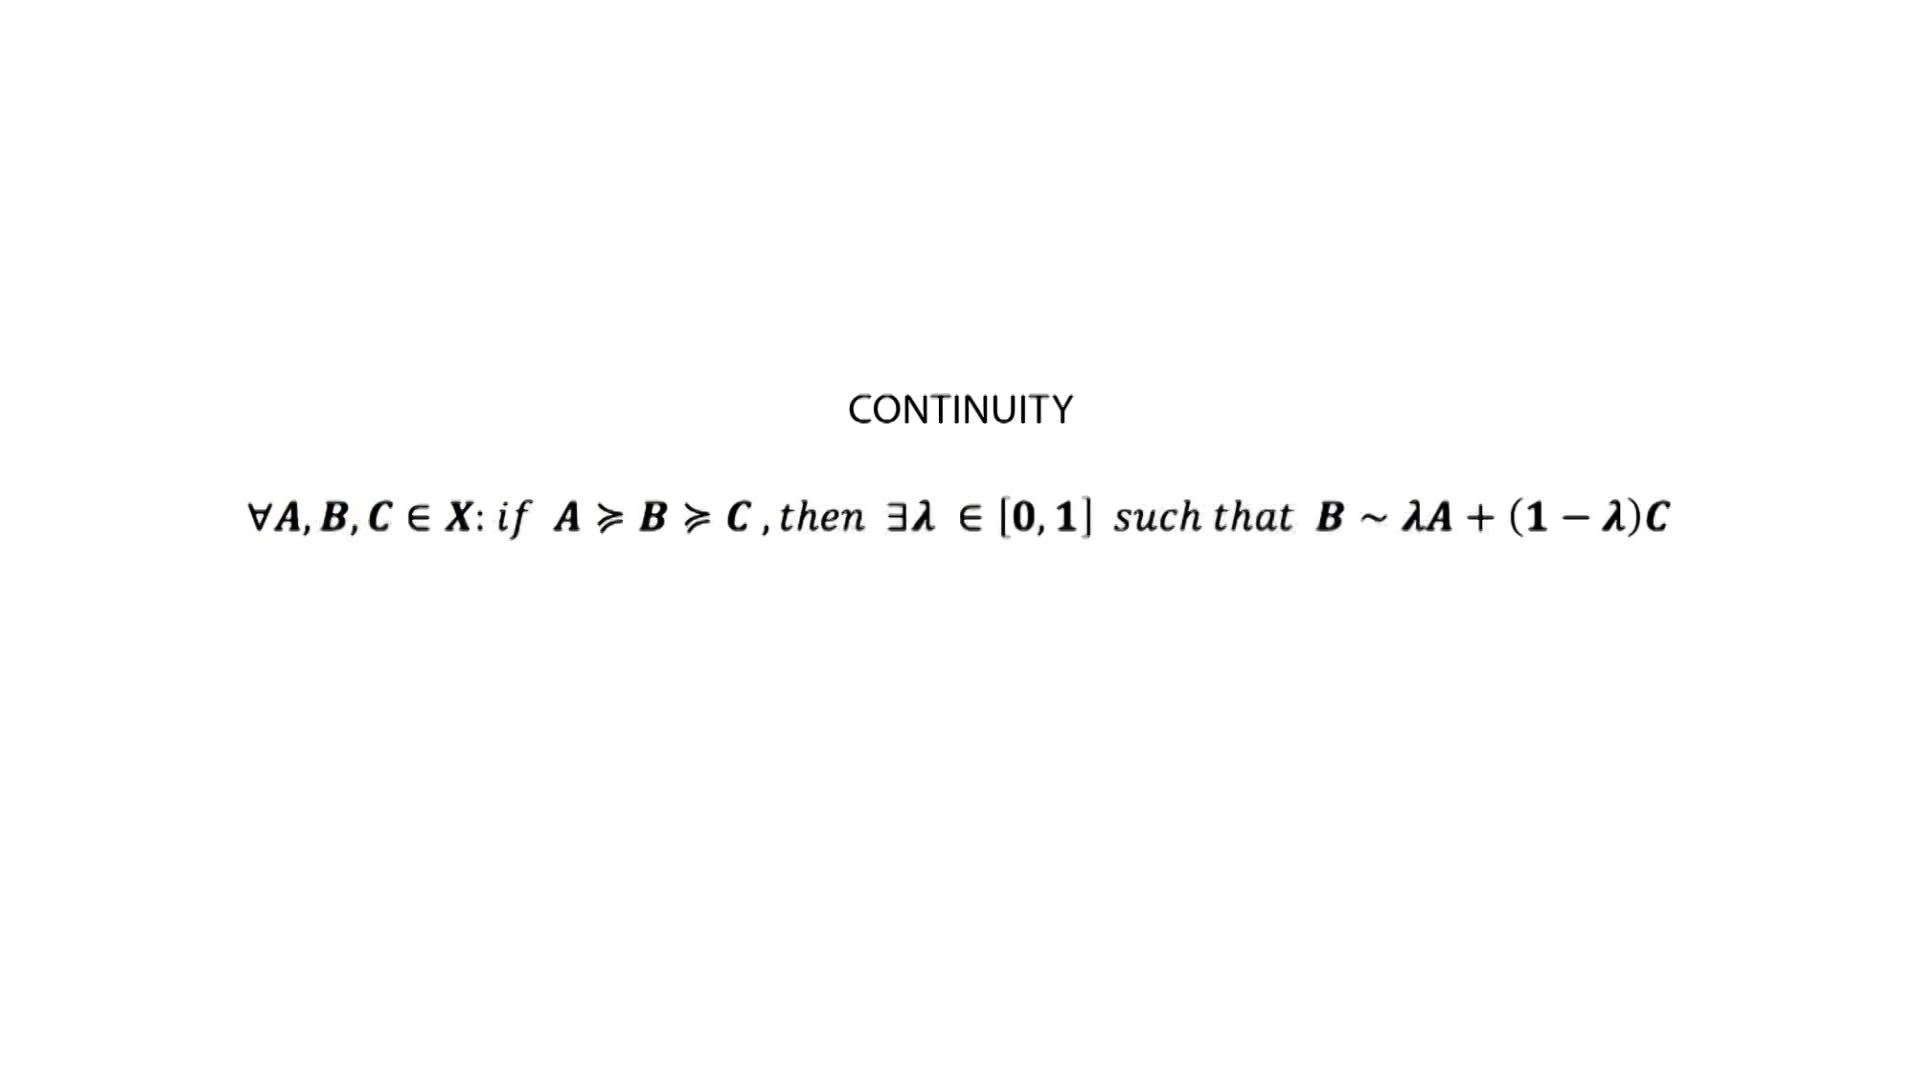 CONTINUITY
∀A, B, C ∈ X: if A ≽ B ≽ C , then ∃λ ∈ [0, 1] such that B ~ λA + (1 − λ)C